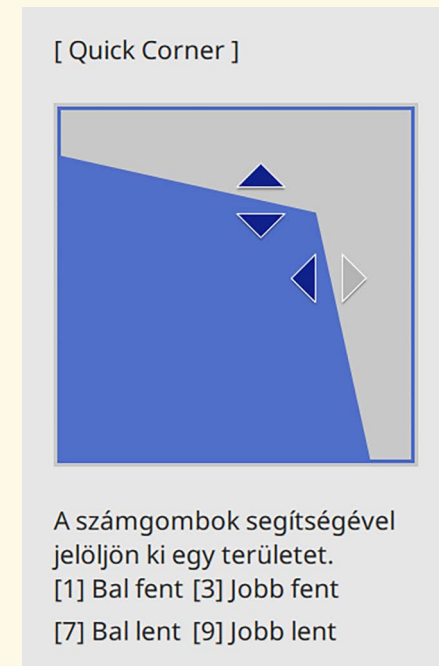 [ Quick Corner ]
A számgombok segítségével
jelöljön ki egy területet.
[1] Bal fent [3] Jobb fent
[7] Bal lent [9] Jobb lent